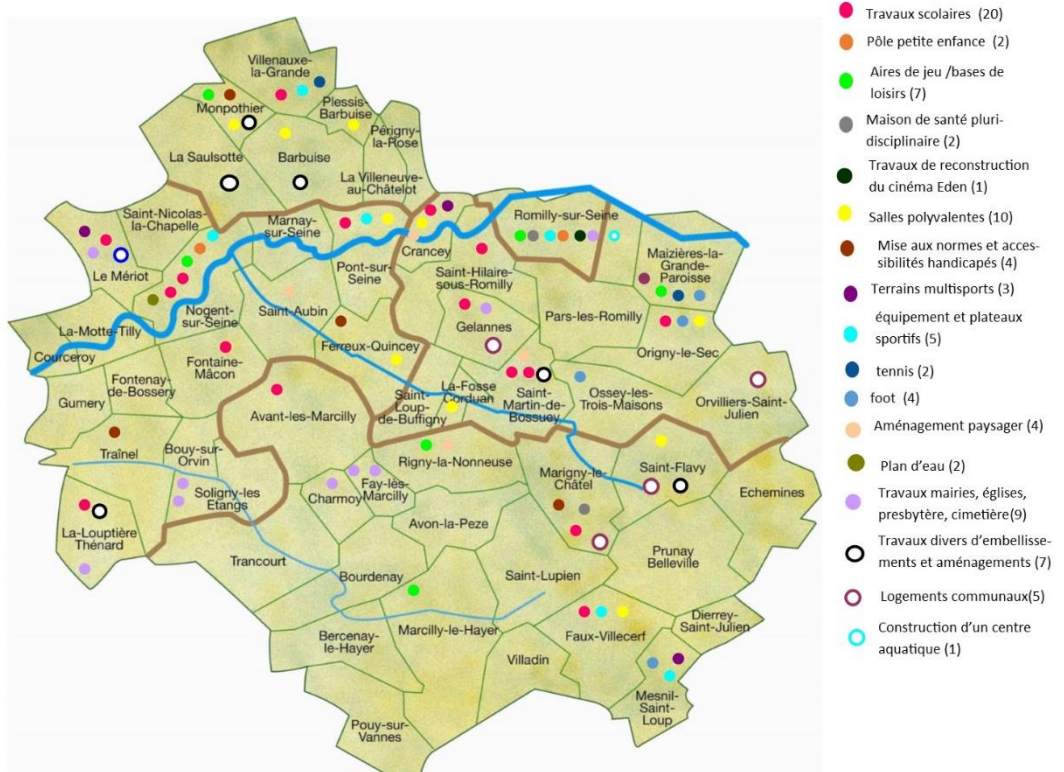 Villenauxe-
la-Grande
Monpothier
Plessis-
Barbuise
Périgny-
la-Rose
La Saulsotte
Barbuise
La Villeneuve-
au-Châtelot
Saint-Nicolas-
la-Chapelle
Marnay-
sur-Seine
Crancey
Romilly-sur-Seine
Le Mériot
Pont-sur-
Seine
Saint-Hilaire-
sous-Romilly
Maizières-la-
Grande-
Paroisse
La-Motte-Tilly
Courceroy
Nogent-
sur-Seine
Saint-Aubin
Gelannes
Pars-les-Romilly
Fontaine-
Mâcon
Ferreux-Quincey
Origny-le-Sec
Fontenay-
de-Bossery
Gumery
Avant-les-Marcilly
Saint-
Loup-
de-Buffigny
La-Fosse
Corduan
Saint-
Martin-de-
Bossuey
Ossey-les-
Trois-Maisons
Orvilliers-Saint-
Julien
Traînel
Bouy-sur-
Orvin
Soligny-les
Etangs
Charmoy
Fay-lès-
Marcilly
Rigny-la-Nonneuse
Marigny-le-
Châtel
Saint-Flavy
Echemines
La-Louptière
Thénard
Avon-la-Peze
Trancourt
Bourdenay
Saint-Lupien
Prunay
Belleville
Marcilly-le-Hayer
Bercenay-
le-Hayer
Faux-Villecerf
Dierrey-
Saint-Julien
Villadin
Mesnil-
Saint-
Loup
Pouy-sur-
Vannes
Travaux scolaires (20)
Pôle petite enfance (2)
Aires de jeu /bases de
loisirs (7)
Maison de santé pluri-
disciplinaire (2)
Travaux de reconstruction
du cinéma Eden (1)
Salles polyvalentes (10)
Mise aux normes et acces-
sibilités handicapés (4)
Terrains multisports (3)
équipement et plateaux
sportifs (5)
tennis (2)
foot (4)
Aménagement paysager (4)
Plan d'eau (2)
Travaux mairies, églises,
presbytère, cimetière(9)
Travaux divers d'embellisse-
ments et aménagements (7)
Logements communaux(5)
Construction d'un centre
aquatique (1)